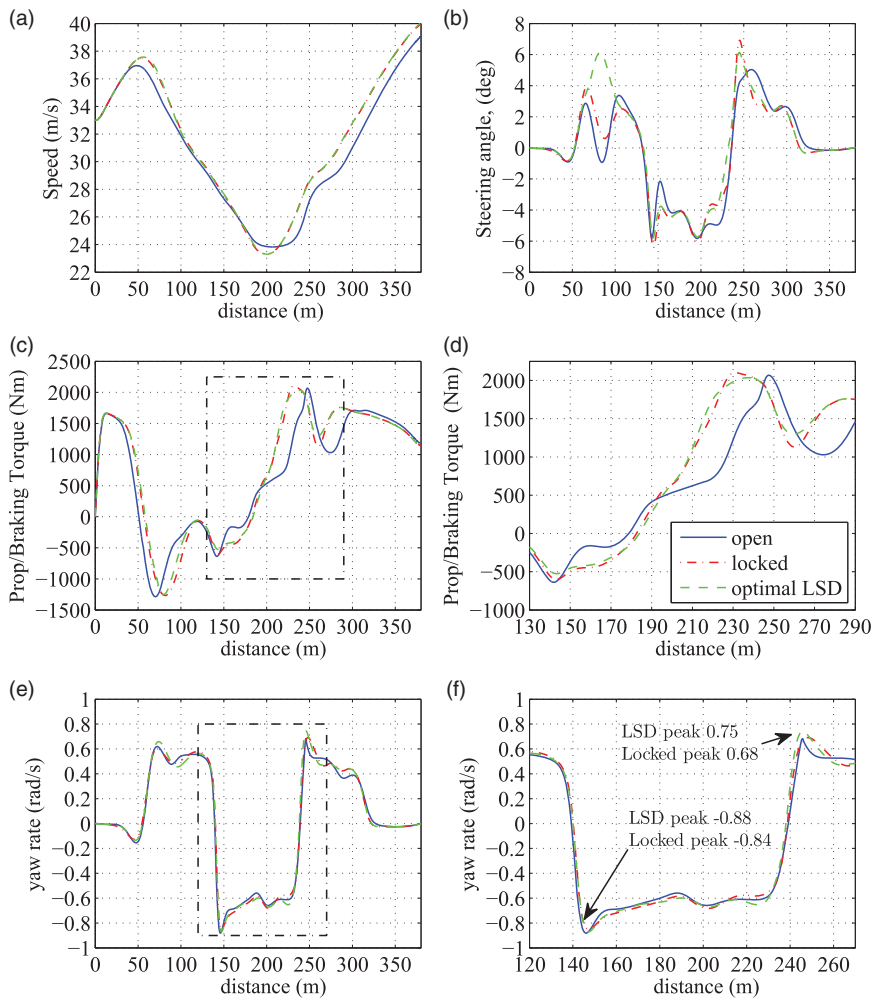 (a)
40
38
36
34
32
30
28
26
24
22
Speed (m/s)
0 50 100 150 200 250 300 350
distance (m)
(b)
8
6
4
2
0
−2
−4
−6
−8
Steering angle, (deg)
0 50 100 150 200 250 300 350
distance (m)
(c)
2500
2000
1500
1000
500
0
−500
−1000
−1500
Prop/Braking Torque (Nm)
0 50 100 150 200 250 300 350
distance (m)
(d)
2000
1500
1000
500
0
−500
−1000
Prop/Braking Torque (Nm)
open
locked
optimal LSD
130 150 170 190 210 230 250 270 290
distance (m)
(e)
1
0.8
0.6
0.4
0.2
0
−0.2
−0.4
−0.6
−0.8
−1
yaw rate (rad/s)
0 50 100 150 200 250 300 350
distance (m)
(f)
1
0.8
0.6
0.4
0.2
0
−0.2
−0.4
−0.6
−0.8
−1
yaw rate (rad/s)
LSD peak 0.75
Locked peak 0.68
LSD peak -0.88
Locked peak -0.84
120 140 160 180 200 220 240 260
distance (m)